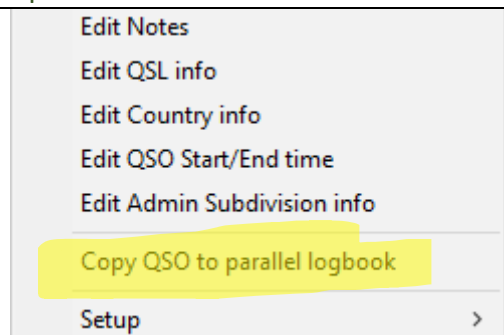 Edit Notes
Edit QSL info
Edit Country info
Edit QSO Start/End time
Edit Admin Subdivision info
Copy QSO to parallel logbook
Setup >